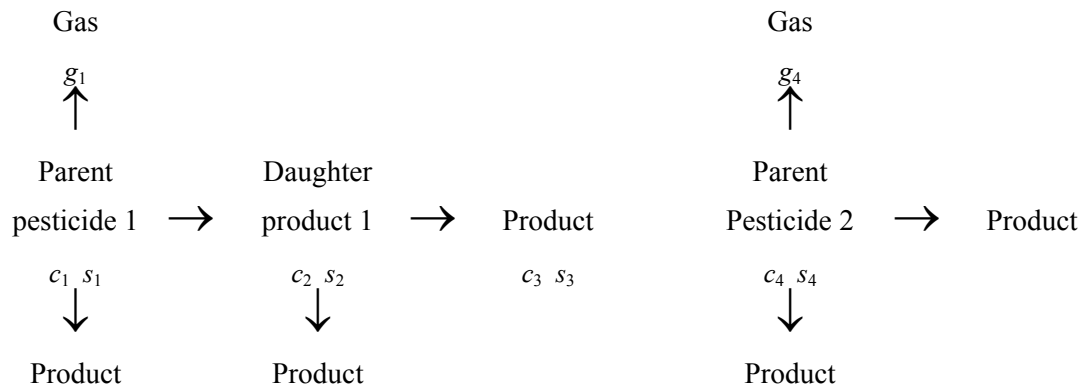 Gas Gas
g₁ g₄
Parent Daughter Parent
pesticide 1 → product 1 → Product Pesticide 2 → Product
c₁ s₁ c₂ s₂ c₃ s₃ c₄ s₄
Product Product Product